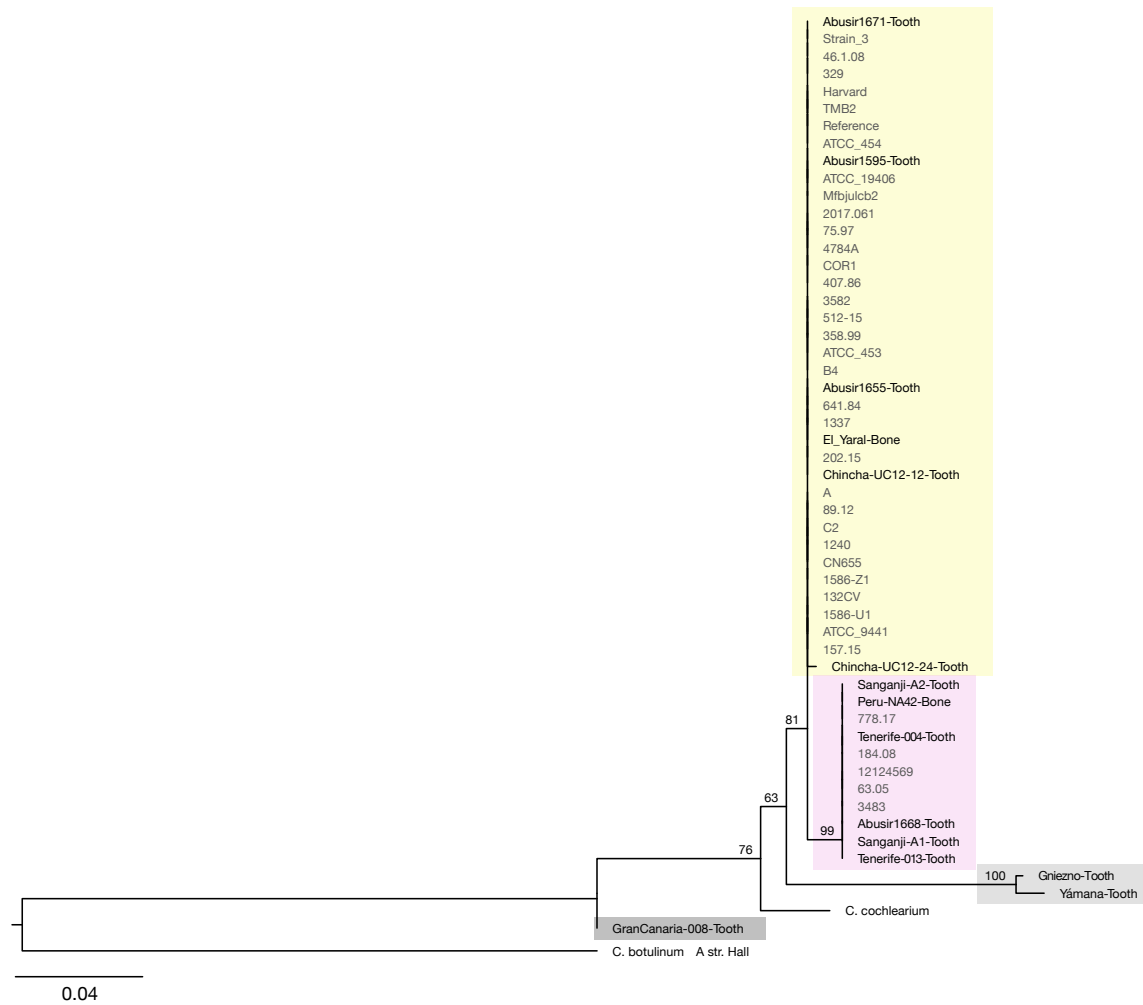 Abusir1671-Tooth
Strain_3
46.1.08
329
Harvard
TMB2
Reference
ATCC_454
Abusir1595-Tooth
ATCC_19406
Mfbjulcb2
2017.061
75.97
4784A
COR1
407.86
3582
512-15
358.99
ATCC_453
B4
Abusir1655-Tooth
641.84
1337
El_Yaral-Bone
202.15
Chincha-UC12-12-Tooth
A
89.12
C2
1240
CN655
1586-Z1
132CV
1586-U1
ATCC_9441
157.15
Chincha-UC12-24-Tooth
Sanganji-A2-Tooth
Peru-NA42-Bone
778.17
81
Tenerife-004-Tooth
184.08
12124569
63.05
63
3483
Abusir1668-Tooth
99
Sanganji-A1-Tooth
76
Tenerife-013-Tooth
100
Gniezno-Tooth
Yámana-Tooth
C. cochlearium
GranCanaria-008-Tooth
C. botulinum A str. Hall
0.04